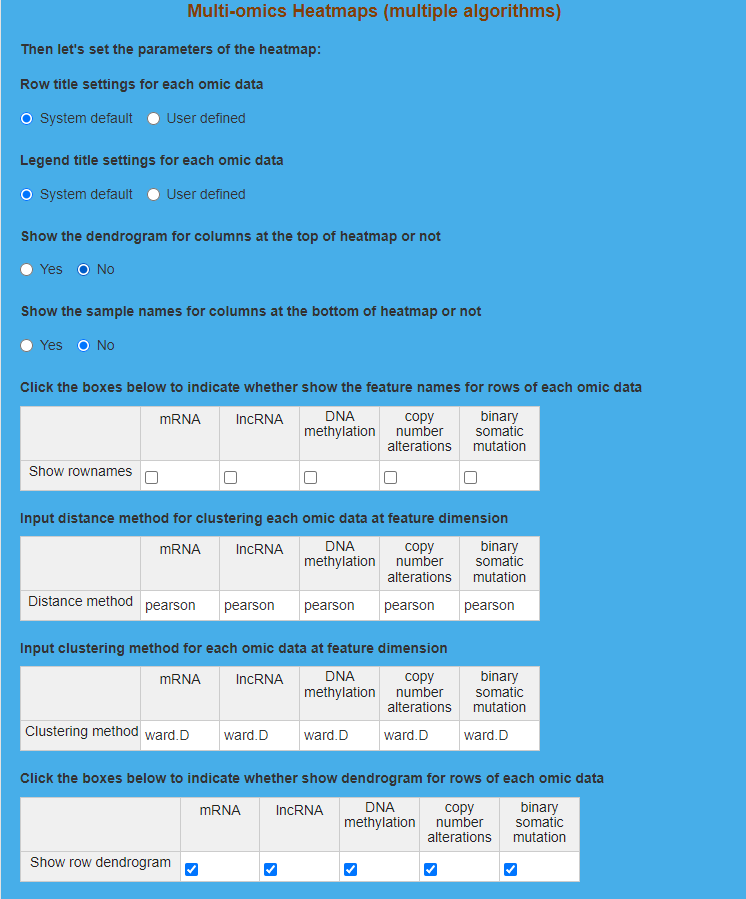 Multi-omics Heatmaps (multiple algorithms)
Then let's set the parameters of the heatmap:
Row title settings for each omic data
System default User defined
Legend title settings for each omic data
System default User defined
Show the dendrogram for columns at the top of heatmap or not
Yes No
Show the sample names for columns at the bottom of heatmap or not
Yes No
Click the boxes below to indicate whether show the feature names for rows of each omic data
mRNA lncRNA DNA methylation copy number alterations binary somatic mutation
Show rownames
Input distance method for clustering each omic data at feature dimension
mRNA lncRNA DNA methylation copy number alterations binary somatic mutation
Distance method pearson pearson pearson pearson pearson
Input clustering method for each omic data at feature dimension
mRNA lncRNA DNA methylation copy number alterations binary somatic mutation
Clustering method ward.D ward.D ward.D ward.D ward.D
Click the boxes below to indicate whether show dendrogram for rows of each omic data
mRNA lncRNA DNA methylation copy number alterations binary somatic mutation
Show row dendrogram